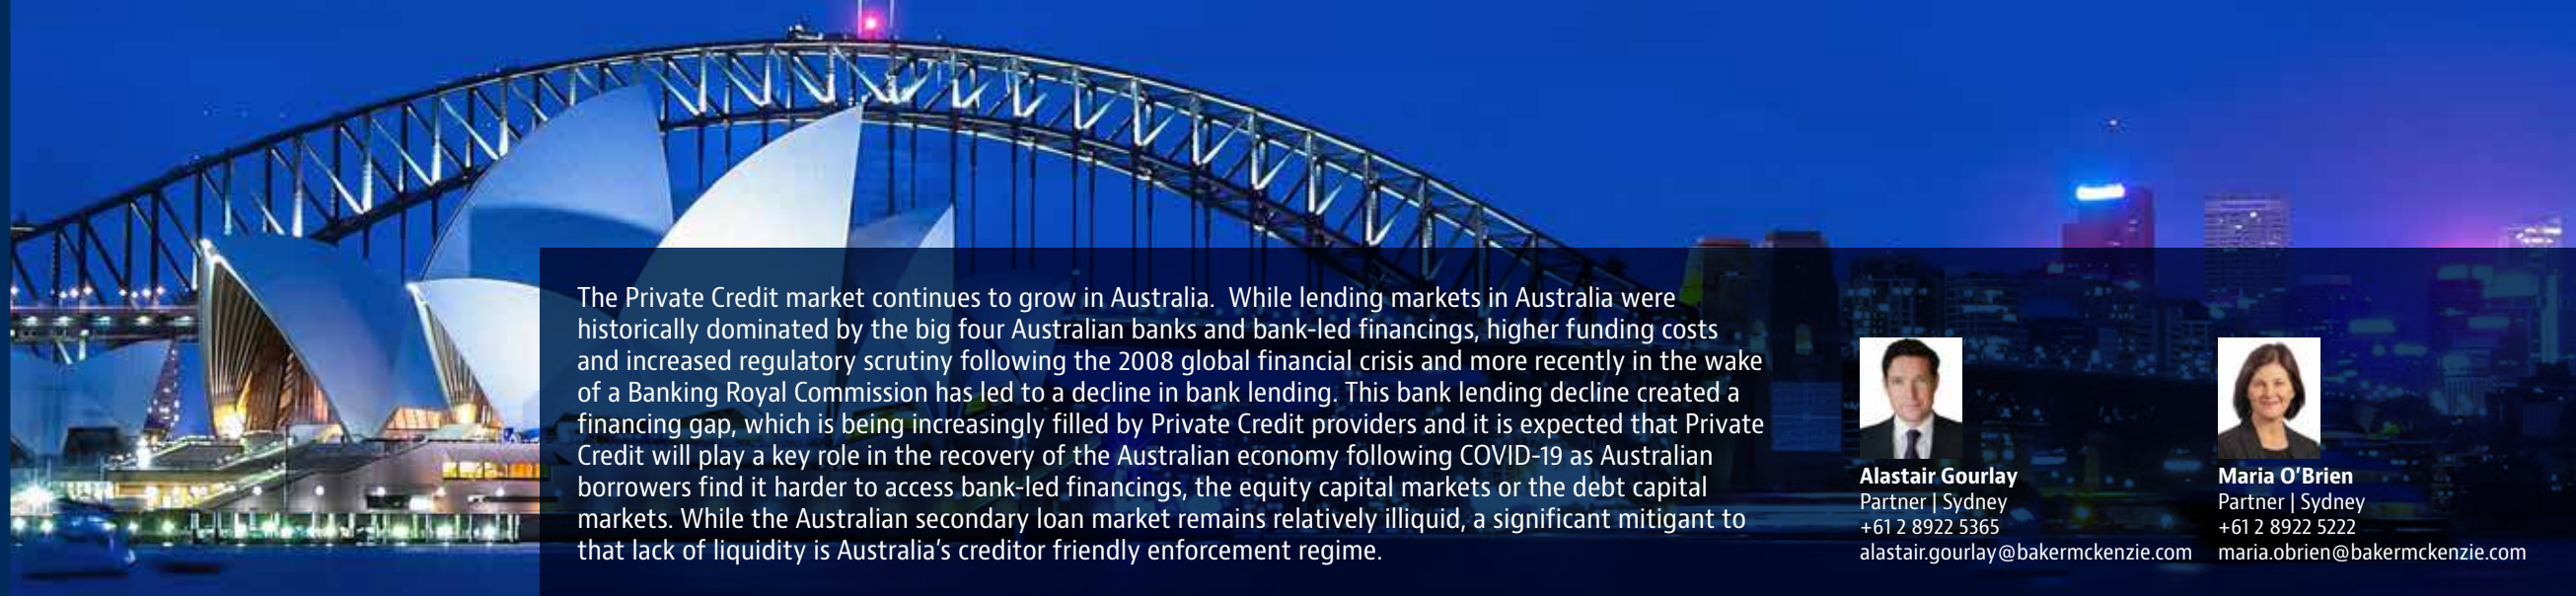 The Private Credit market continues to grow in Australia.  While lending markets in Australia were
historically dominated by the big four Australian banks and bank-led financings, higher funding costs
and increased regulatory scrutiny following the 2008 global financial crisis and more recently in the wake
of a Banking Royal Commission has led to a decline in bank lending. This bank lending decline created a
financing gap, which is being increasingly filled by Private Credit providers and it is expected that Private
Credit will play a key role in the recovery of the Australian economy following COVID-19 as Australian
borrowers find it harder to access bank-led financings, the equity capital markets or the debt capital
markets. While the Australian secondary loan market remains relatively illiquid, a significant mitigant to
that lack of liquidity is Australia’s creditor friendly enforcement regime.
Alastair Gourlay
Partner | Sydney
+61 2 8922 5365
alastair.gourlay@bakermckenzie.com
Maria O’Brien
Partner | Sydney
+61 2 8922 5222
maria.obrien@bakermckenzie.com